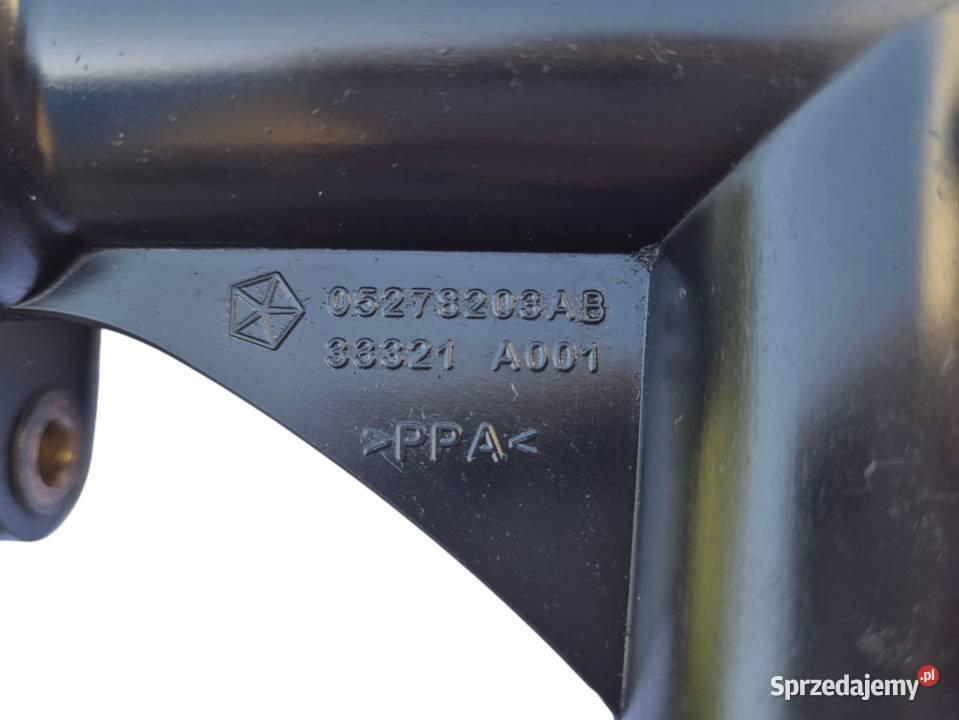 05278203AB
33321 A001
>PPA<
Sprzedajemy.pl